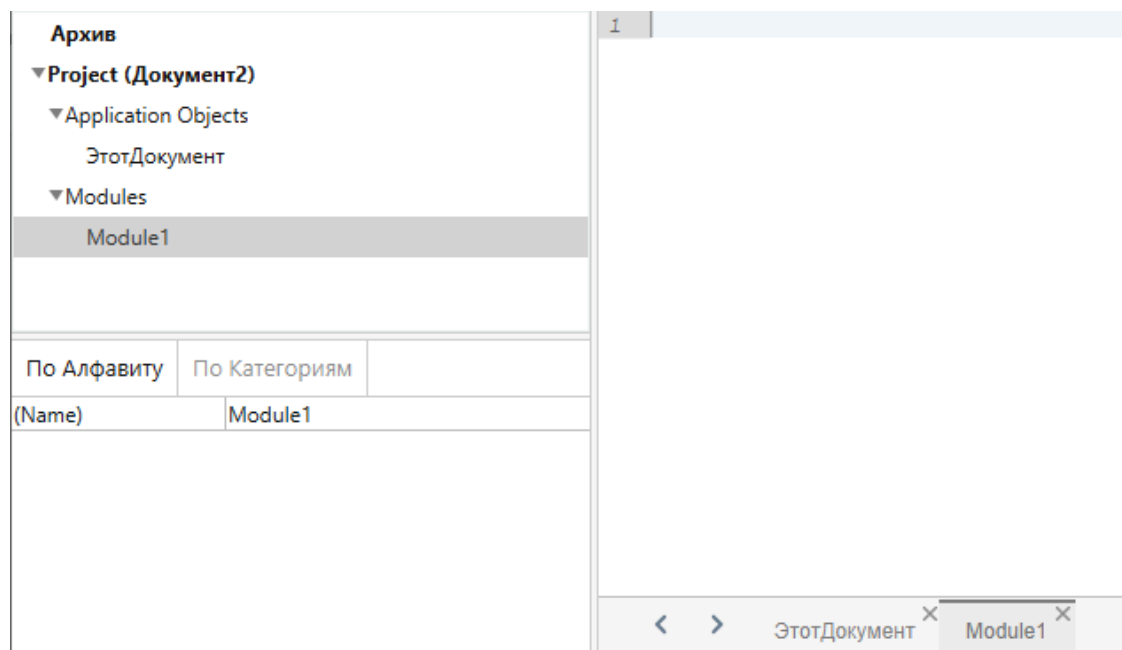 Архив
Project (Документ2)
Application Objects
ЭтотДокумент
Modules
Module1
По Алфавиту По Категориям
(Name) Module1
1
ЭтотДокумент Module1